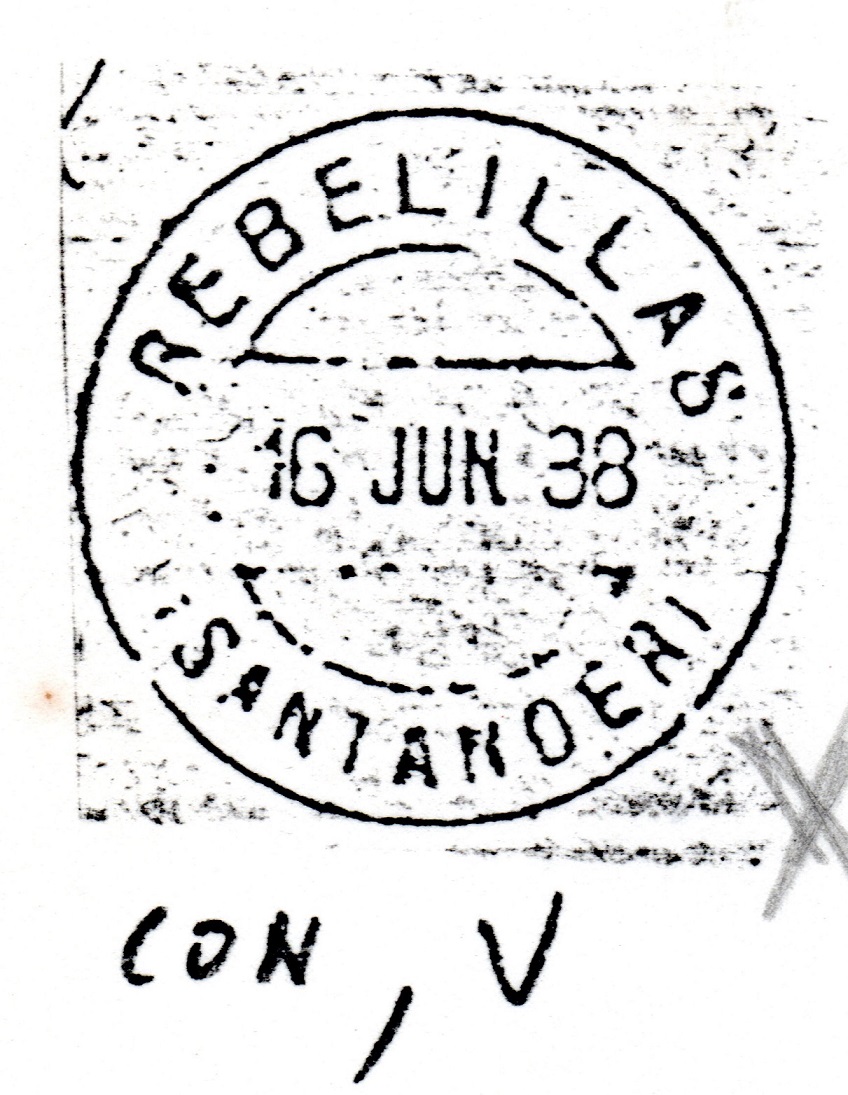 REBELILLAS
16 JUN 38
(SANTANDER)
CON, V